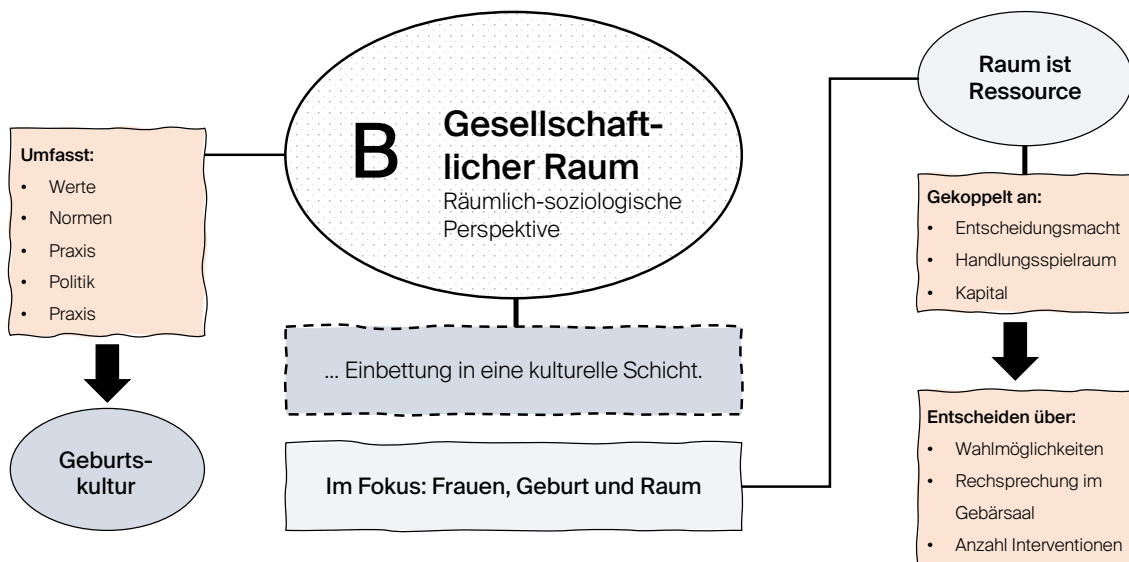 Umfasst:
• Werte
• Normen
• Praxis
• Politik
• Praxis
Geburts-
kultur
B
Gesellschaft-
licher Raum
Räumlich-soziologische
Perspektive
... Einbettung in eine kulturelle Schicht.
Im Fokus: Frauen, Geburt und Raum
Raum ist
Ressource
Gekoppelt an:
• Entscheidungsmacht
• Handlungsspielraum
• Kapital
Entscheiden über:
• Wahlmöglichkeiten
• Rechsprechung im
Gebärsaal
• Anzahl Interventionen